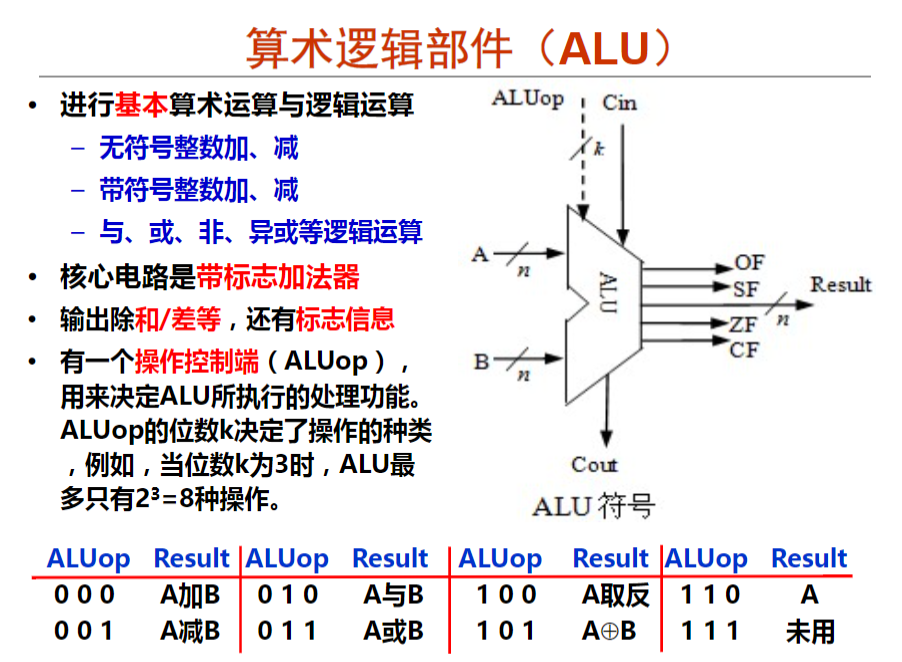 算术逻辑部件（ALU）
• 进行基本算术运算与逻辑运算
– 无符号整数加、减
– 带符号整数加、减
– 与、或、非、异或等逻辑运算
• 核心电路是带标志加法器
• 输出除和/差等，还有标志信息
• 有一个操作控制端（ALUop），
用来决定ALU所执行的处理功能。
ALUop的位数k决定了操作的种类
，例如，当位数k为3时，ALU最
多只有2³=8种操作。
ALUop Cin
k
A
n
ALU
OF
SF
Result
ZF
n
CF
B
n
Cout
ALU 符号
ALUop Result ALUop Result ALUop Result ALUop Result
0 0 0 A加B 0 1 0 A与B 1 0 0 A取反 1 1 0 A
0 0 1 A减B 0 1 1 A或B 1 0 1 A⊕B 1 1 1 未用